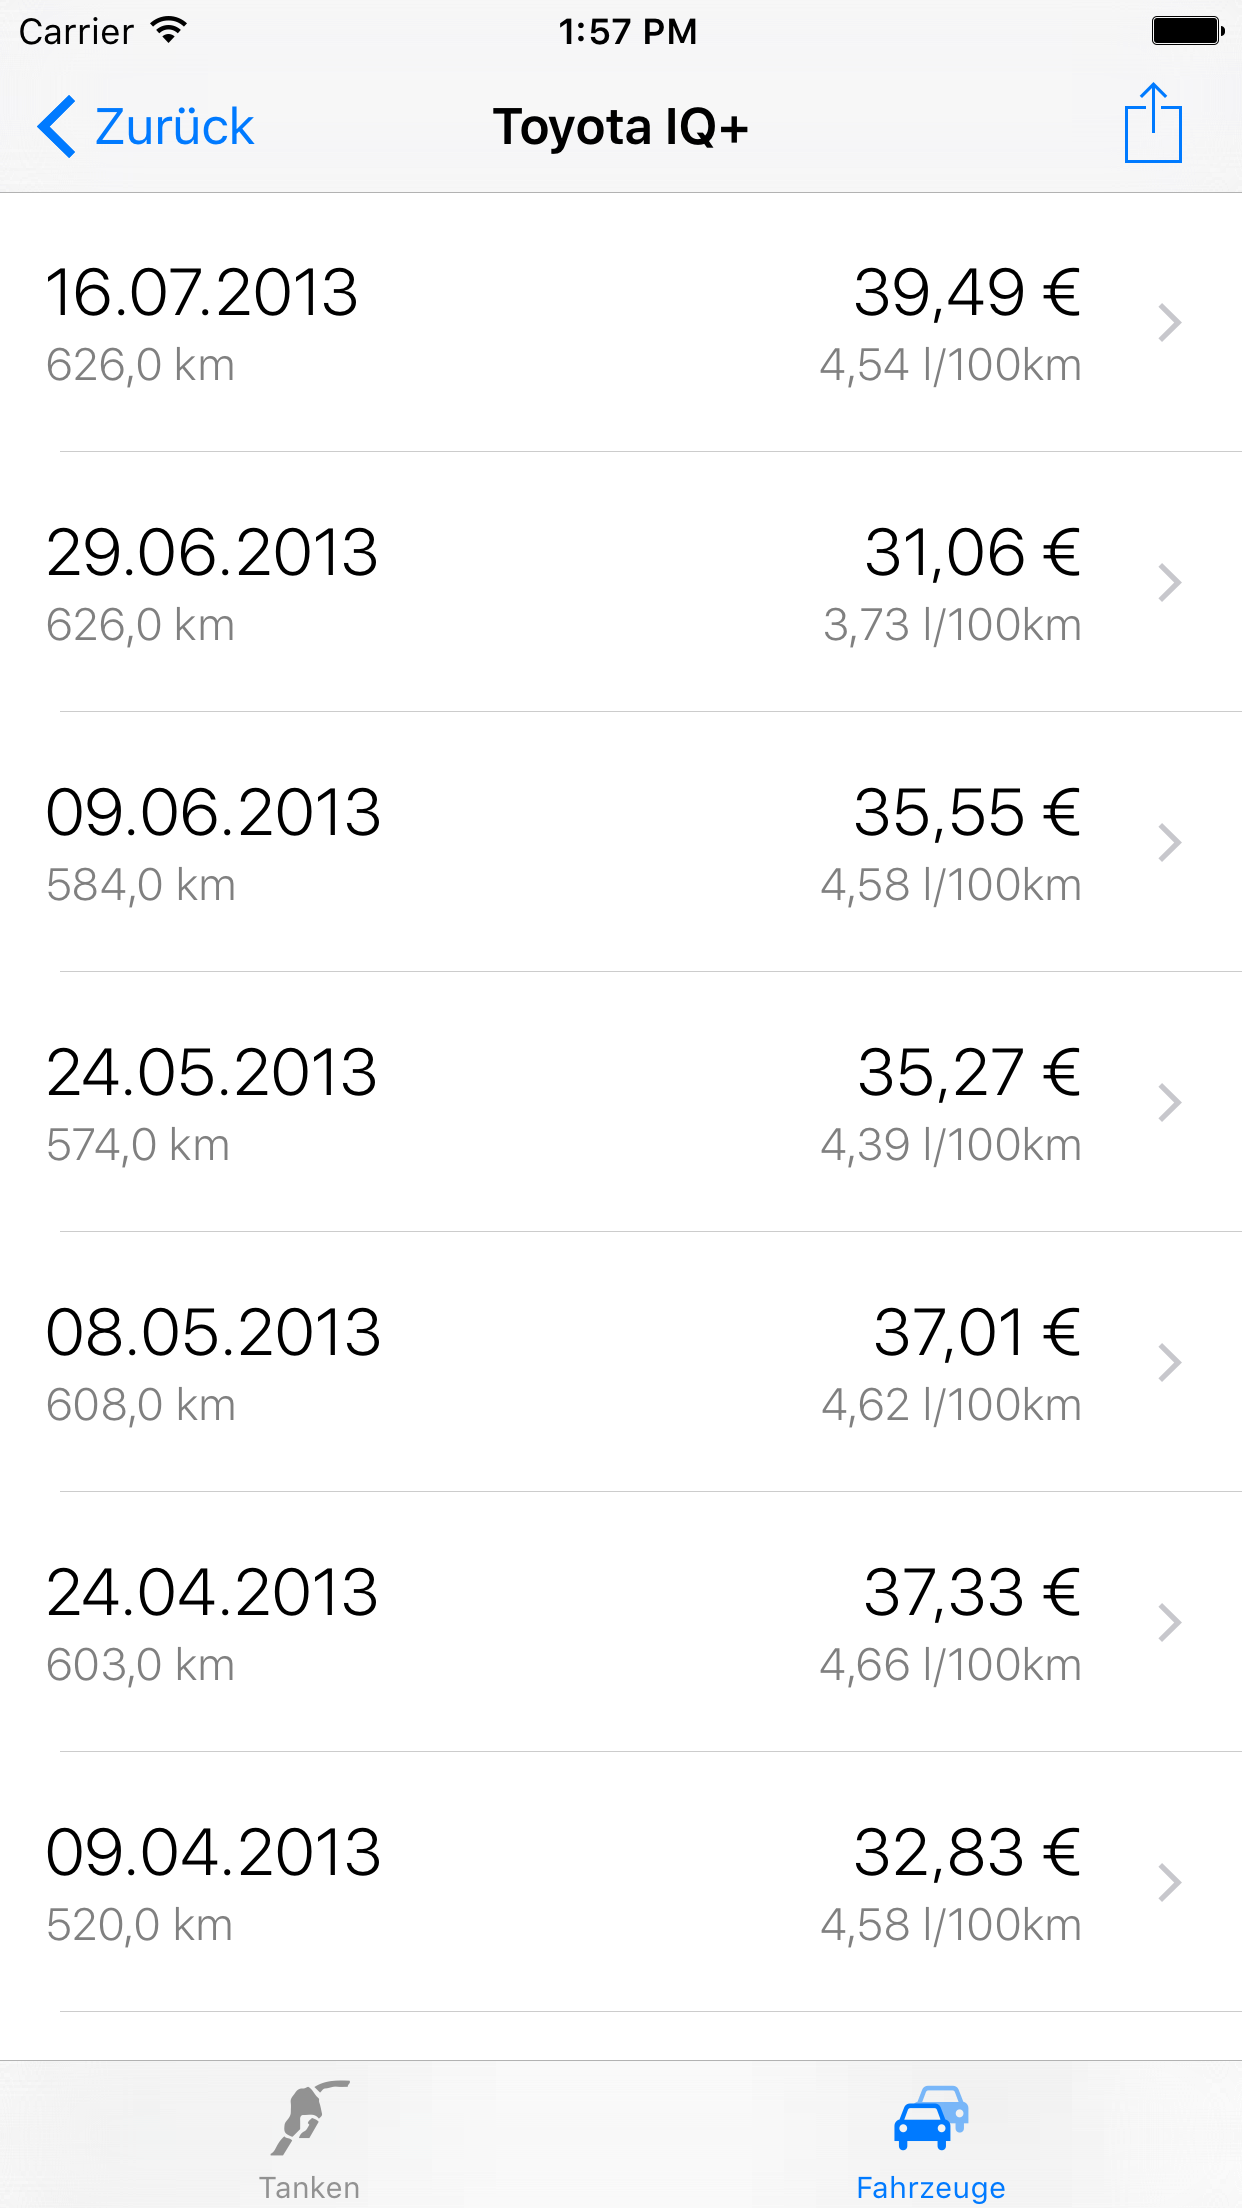 Carrier 1:57 PM
Zurück Toyota IQ+
16.07.2013 39,49 €
626,0 km 4,54 l/100km
29.06.2013 31,06 €
626,0 km 3,73 l/100km
09.06.2013 35,55 €
584,0 km 4,58 l/100km
24.05.2013 35,27 €
574,0 km 4,39 l/100km
08.05.2013 37,01 €
608,0 km 4,62 l/100km
24.04.2013 37,33 €
603,0 km 4,66 l/100km
09.04.2013 32,83 €
520,0 km 4,58 l/100km
Tanken Fahrzeuge